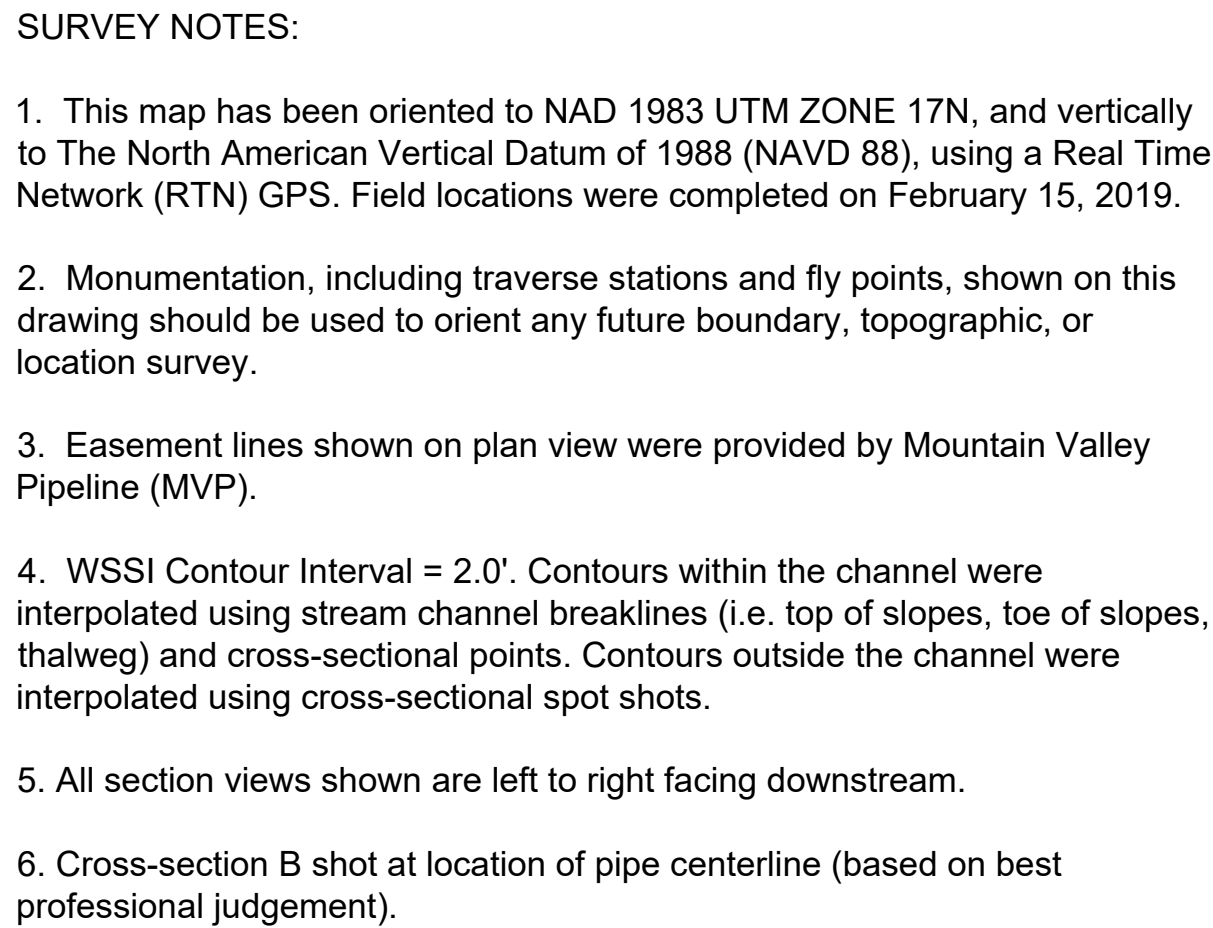 SURVEY NOTES:
1.  This map has been oriented to NAD 1983 UTM ZONE 17N, and vertically
to The North American Vertical Datum of 1988 (NAVD 88), using a Real Time
Network (RTN) GPS. Field locations were completed on February 15, 2019.
2.  Monumentation, including traverse stations and fly points, shown on this
drawing should be used to orient any future boundary, topographic, or
location survey.
3.  Easement lines shown on plan view were provided by Mountain Valley
Pipeline (MVP).
4.  WSSI Contour Interval = 2.0'. Contours within the channel were
interpolated using stream channel breaklines (i.e. top of slopes, toe of slopes,
thalweg) and cross-sectional points. Contours outside the channel were
interpolated using cross-sectional spot shots.
5. All section views shown are left to right facing downstream.
6. Cross-section B shot at location of pipe centerline (based on best
professional judgement).